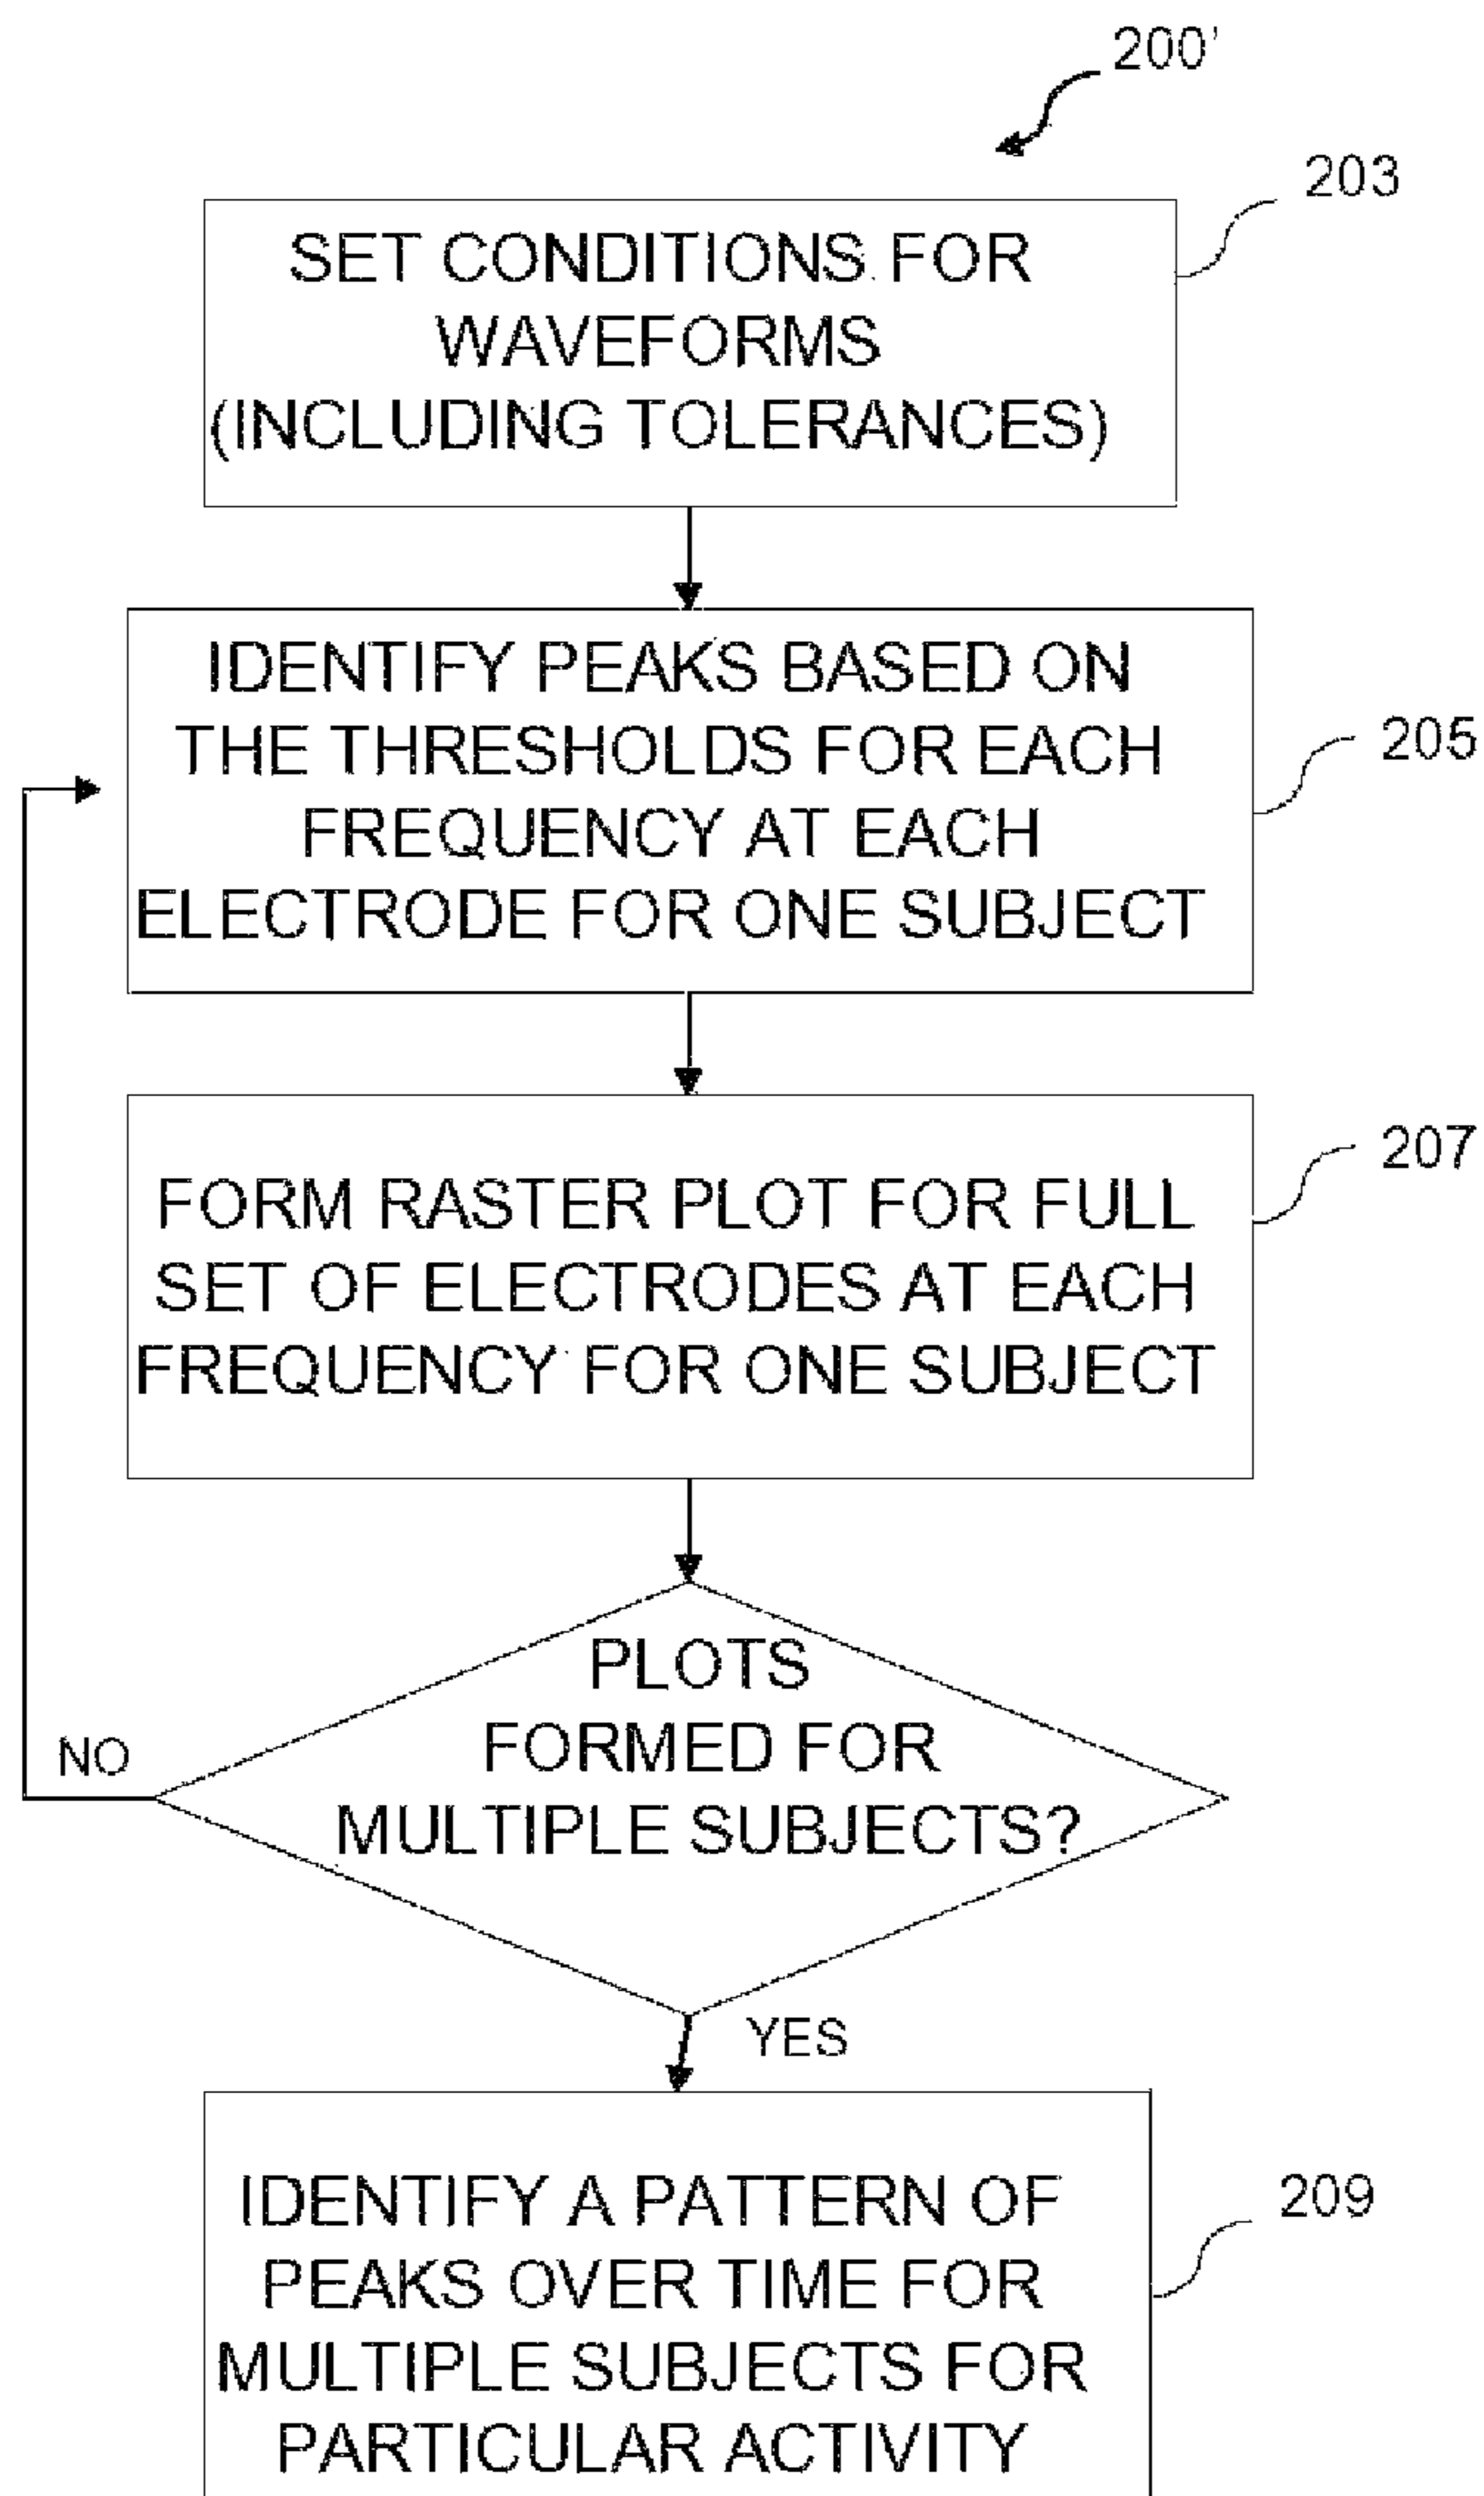 200'
203
SET CONDITIONS FOR
WAVEFORMS
(INCLUDING TOLERANCES)
IDENTIFY PEAKS BASED ON
THE THRESHOLDS FOR EACH
FREQUENCY AT EACH
ELECTRODE FOR ONE SUBJECT
205
FORM RASTER PLOT FOR FULL
SET OF ELECTRODES AT EACH
FREQUENCY FOR ONE SUBJECT
207
PLOTS
FORMED FOR
MULTIPLE SUBJECTS?
NO
YES
IDENTIFY A PATTERN OF
PEAKS OVER TIME FOR
MULTIPLE SUBJECTS FOR
PARTICULAR ACTIVITY
209